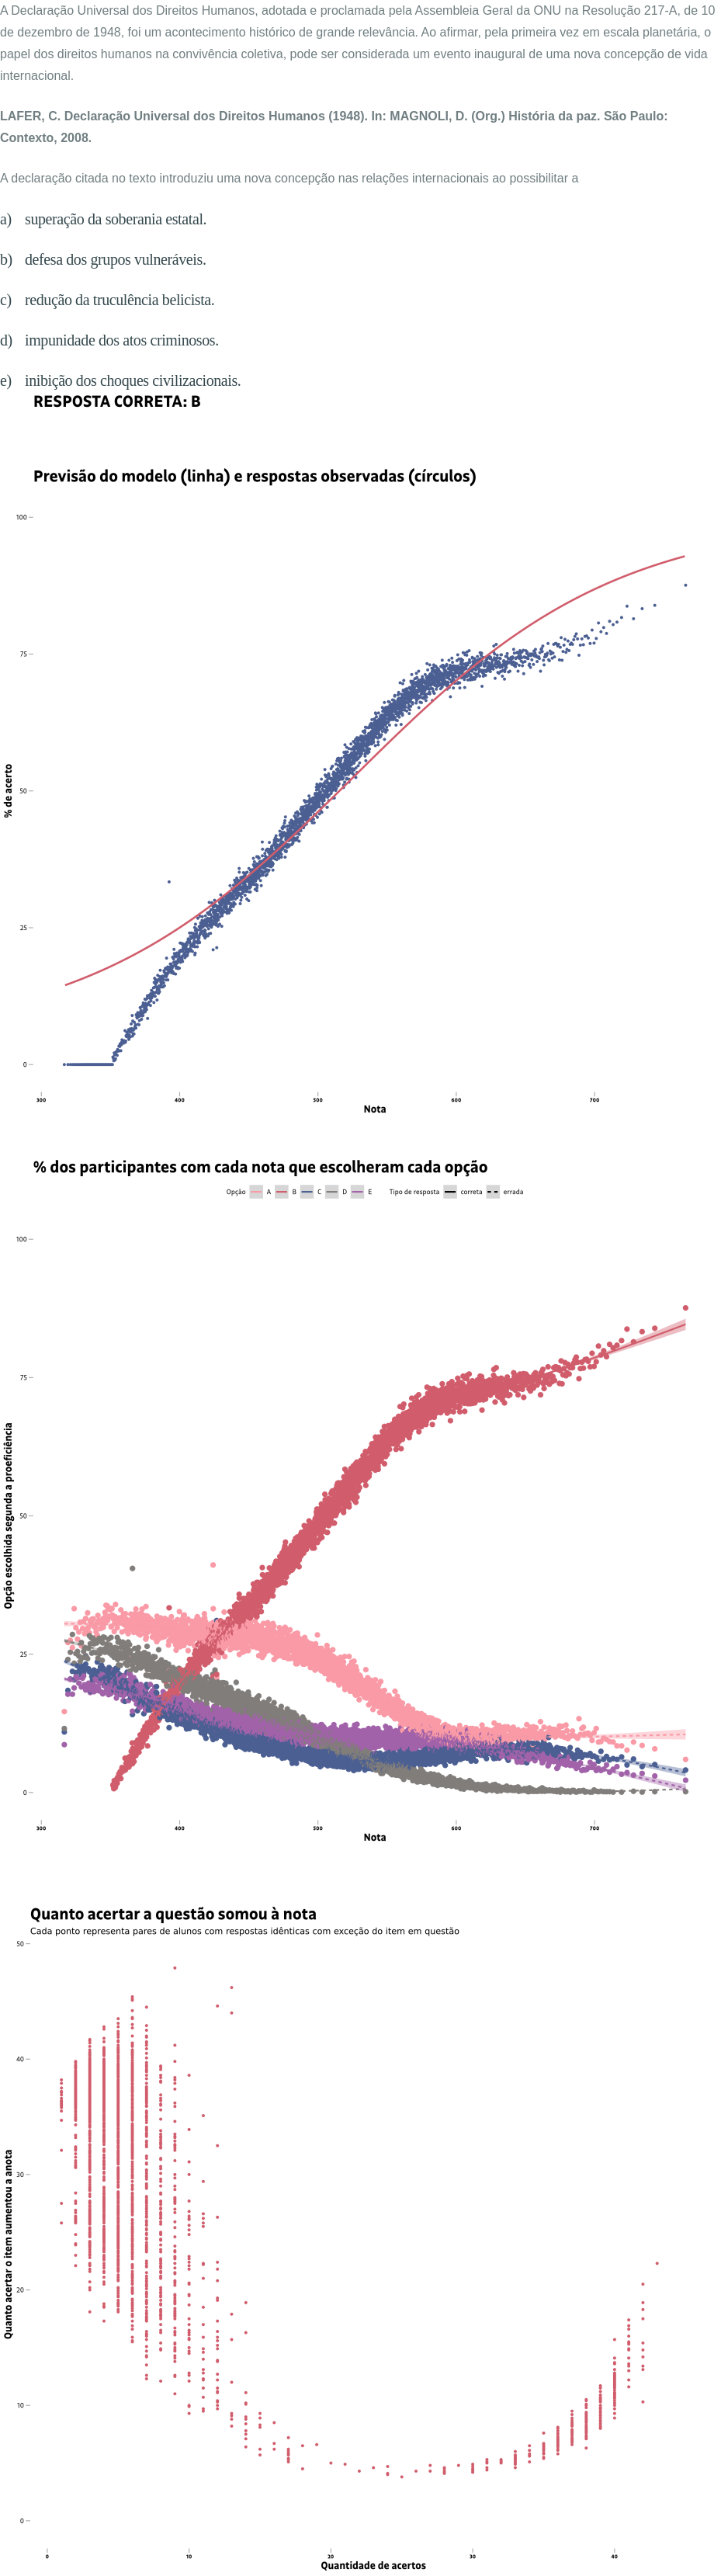 A Declaração Universal dos Direitos Humanos, adotada e proclamada pela Assembleia Geral da ONU na Resolução 217-A, de 10
de dezembro de 1948, foi um acontecimento histórico de grande relevância. Ao afirmar, pela primeira vez em escala planetária, o
papel dos direitos humanos na convivência coletiva, pode ser considerada um evento inaugural de uma nova concepção de vida
internacional.
LAFER, C. Declaração Universal dos Direitos Humanos (1948). In: MAGNOLI, D. (Org.) História da paz. São Paulo:
Contexto, 2008.
A declaração citada no texto introduziu uma nova concepção nas relações internacionais ao possibilitar a
a) superação da soberania estatal.
b) defesa dos grupos vulneráveis.
c) redução da truculência belicista.
d) impunidade dos atos criminosos.
e) inibição dos choques civilizacionais.
RESPOSTA CORRETA: B
Previsão do modelo (linha) e respostas observadas (círculos)
100
75
50
25
0
% de acerto
300 400 500 600 700
Nota
% dos participantes com cada nota que escolheram cada opção
Opção A B C D E Tipo de resposta correta errada
100
75
50
25
0
Opção escolhida segunda a proeficiência
300 400 500 600 700
Nota
Quanto acertar a questão somou à nota
Cada ponto representa pares de alunos com respostas idênticas com exceção do item em questão
50
40
30
20
10
0
Quanto acertar o item aumentou a anota
0 10 20 30 40
Quantidade de acertos